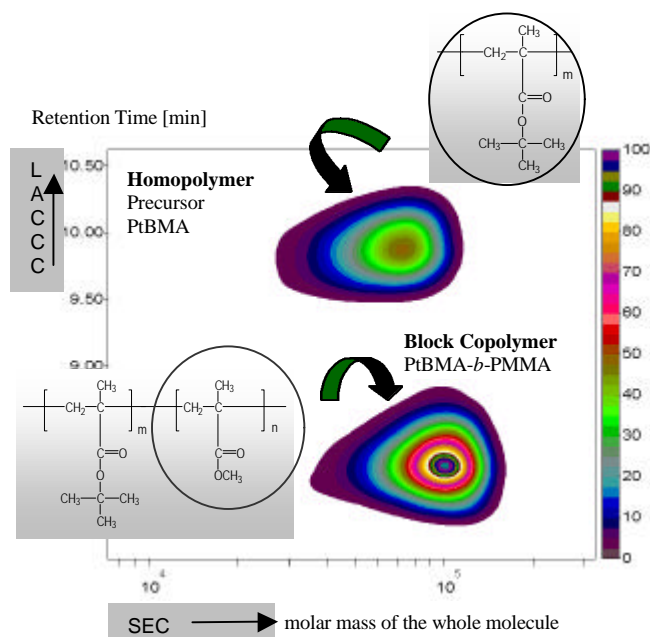 CH3
CH2
C
m
C
O
O
CH3
C
CH3
CH3
Retention Time [min]
L
A
C
C
C
10.50
10.00
9.50
9.00
Homopolymer
Precursor
PtBMA
Block Copolymer
PtBMA-b-PMMA
100
90
80
70
60
50
40
30
20
10
0
CH3
CH3
CH2
C
m
CH2
C
n
C
O
C
O
O
OCH3
CH3
C
CH3
CH3
10^4
10^5
SEC
molar mass of the whole molecule